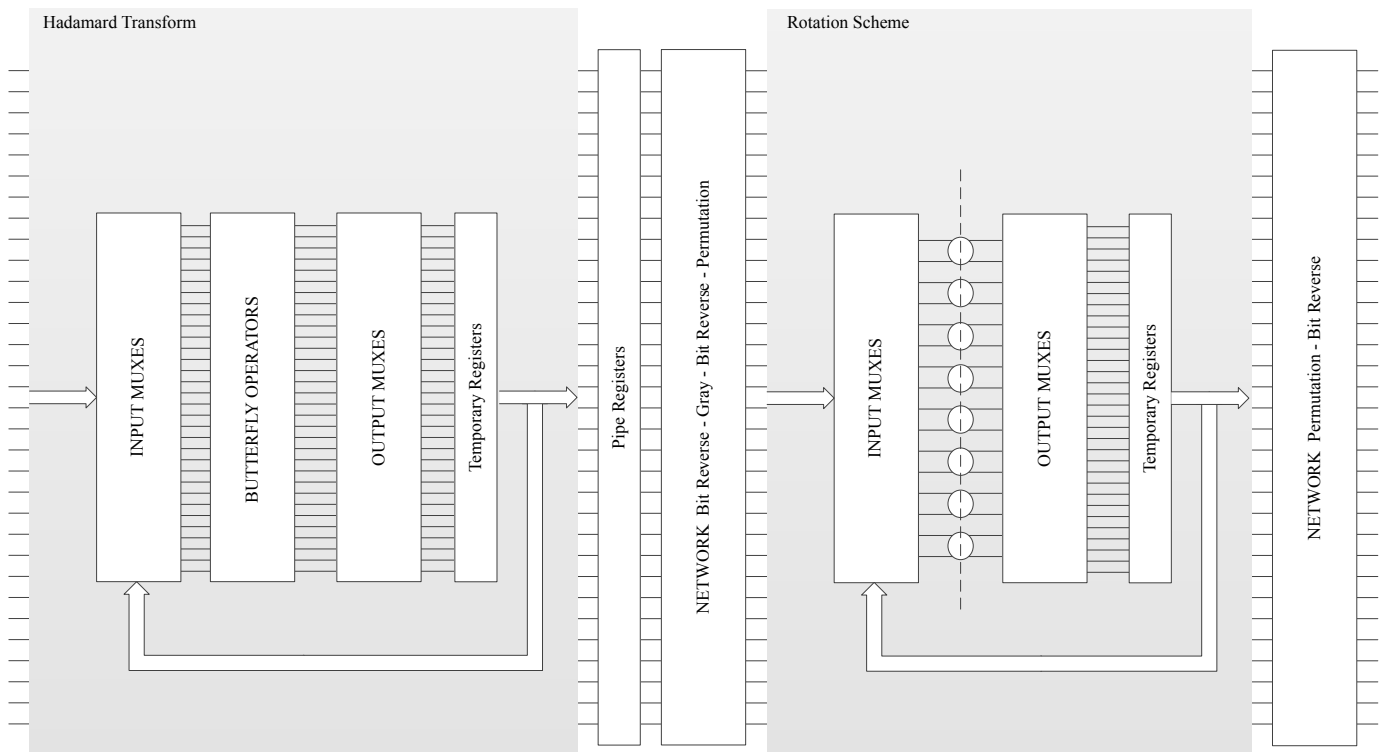 Hadamard Transform
INPUT MUXES
BUTTERFLY OPERATORS
OUTPUT MUXES
Temporary Registers
Pipe Registers
NETWORK Bit Reverse - Gray - Bit Reverse - Permutation
Rotation Scheme
INPUT MUXES
OUTPUT MUXES
Temporary Registers
NETWORK Permutation - Bit Reverse